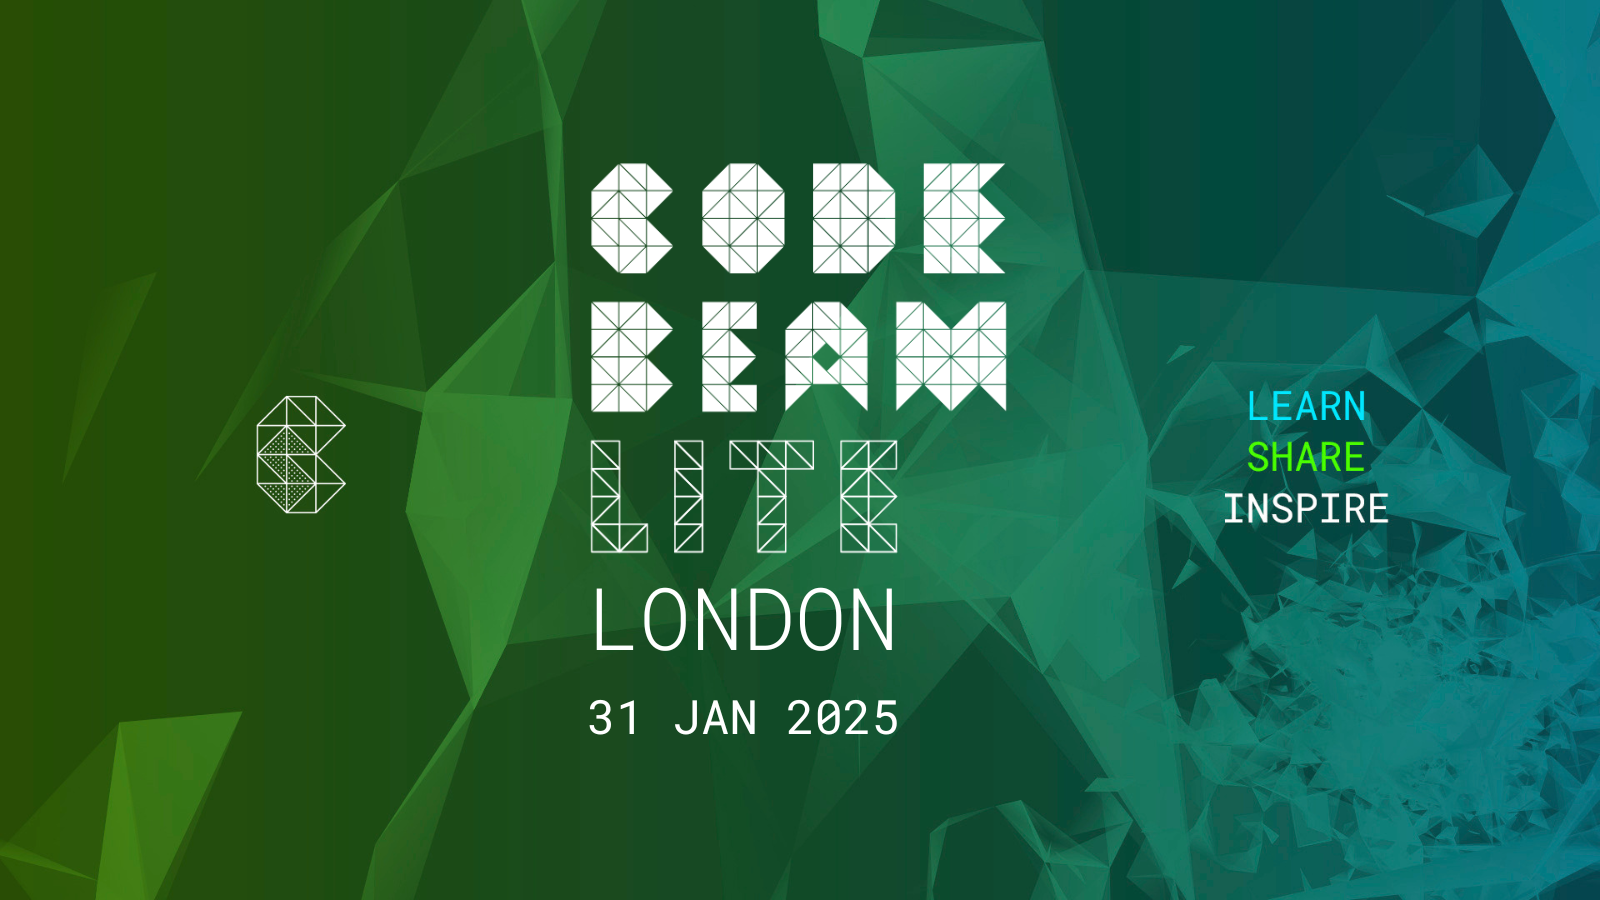 CODE
BEAM
LITE
LONDON
31 JAN 2025
LEARN
SHARE
INSPIRE